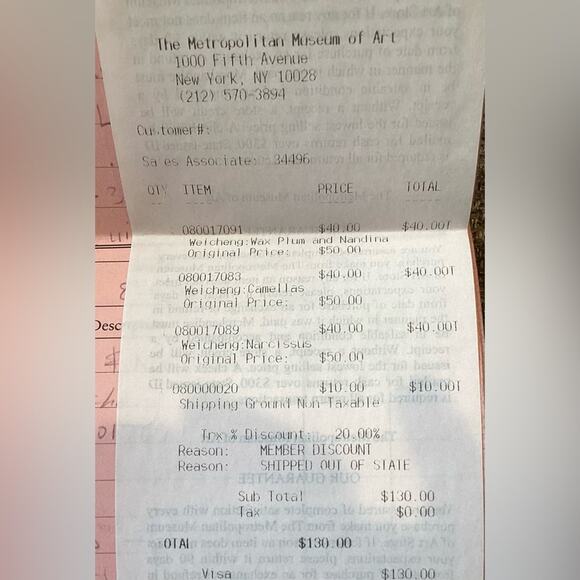 The Metropolitan Museum of Art
1000 Fifth Avenue
New York, NY 10028
(212) 570-3894
Customer#:
Sales Associate: 34496
QTY ITEM PRICE TOTAL
080017091 $40.00 $40.00T
Weicheng:Wax Plum and Nandina
Original Price: $50.00
080017083 $40.00 $40.00T
Weicheng:Camellas
Original Price: $50.00
Desc
080017089 $40.00 $40.00T
Weicheng:Narcissus
Original Price: $50.00
080000020 $10.00 $10.00T
Shipping Ground Non-Taxable
Trx % Discount: 20.00%
Reason: MEMBER DISCOUNT
Reason: SHIPPED OUT OF STATE
Sub Total $130.00
Tax $0.00
OTAL $130.00
Visa $130.00